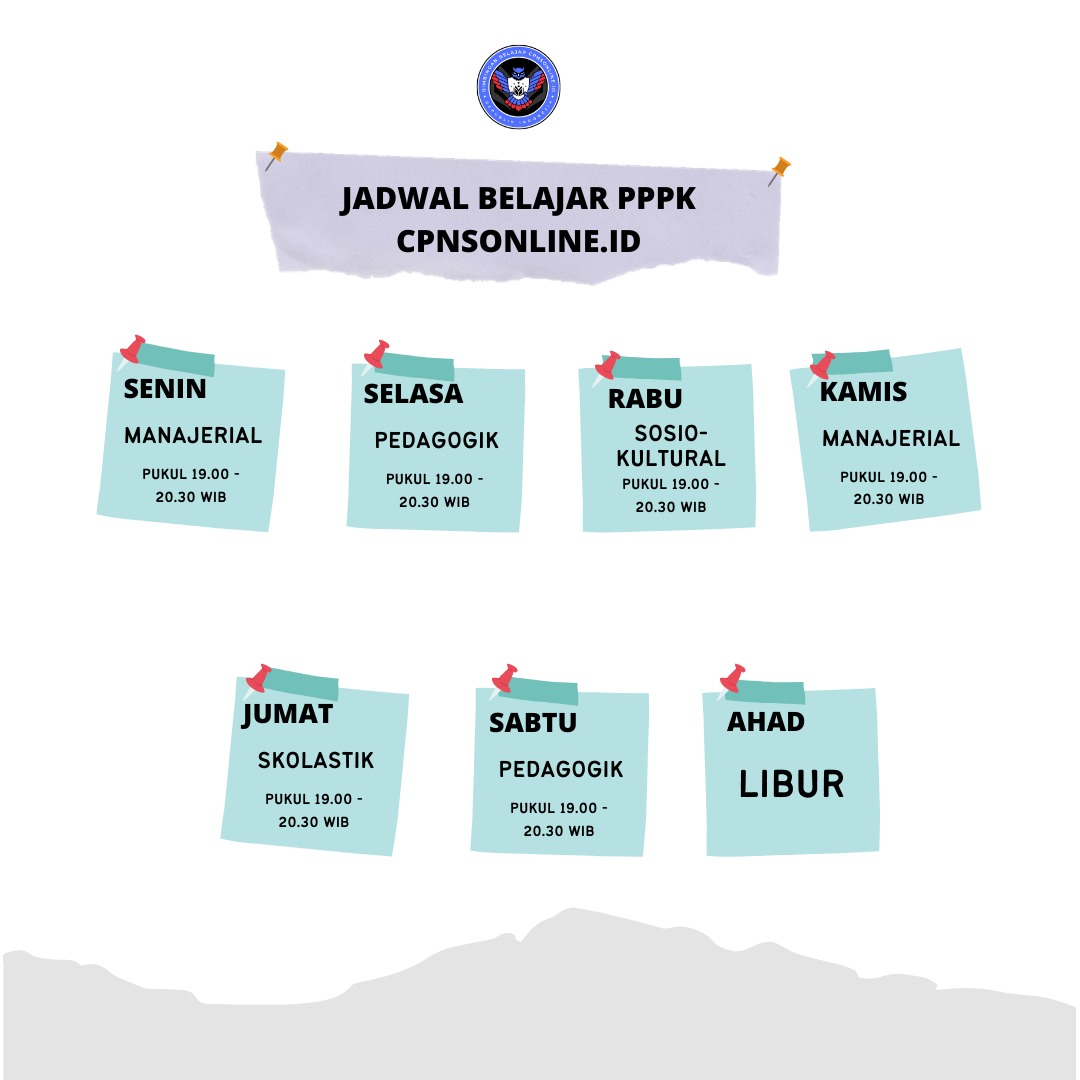 JADWAL BELAJAR PPPK
CPNSONLINE.ID
SENIN
MANAJERIAL
PUKUL 19.00 -
20.30 WIB
SELASA
PEDAGOGIK
PUKUL 19.00 -
20.30 WIB
RABU
SOSIO-
KULTURAL
PUKUL 19.00 -
20.30 WIB
KAMIS
MANAJERIAL
PUKUL 19.00 -
20.30 WIB
JUMAT
SKOLASTIK
PUKUL 19.00 -
20.30 WIB
SABTU
PEDAGOGIK
PUKUL 19.00 -
20.30 WIB
AHAD
LIBUR